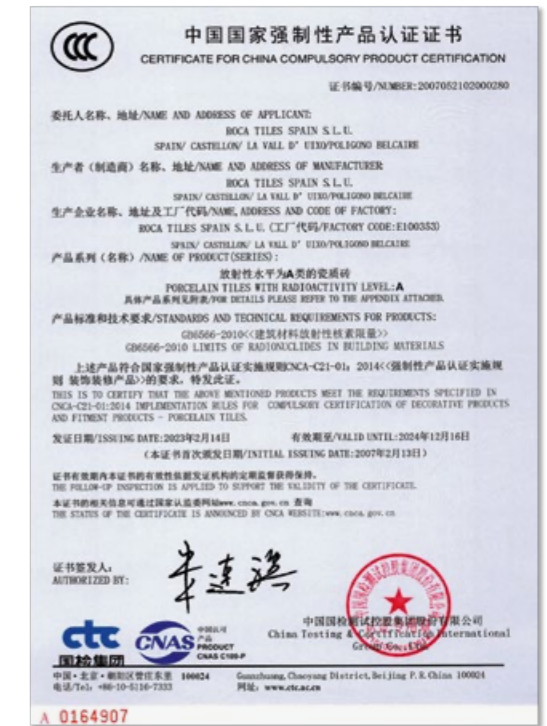 中国国家强制性产品认证证书
CERTIFICATE FOR CHINA COMPULSORY PRODUCT CERTIFICATION
证书编号/NUMBER:2007052102000280
委托人名称、地址/NAME AND ADDRESS OF APPLICANT:
ROCA TILES SPAIN S.L.U.
SPAIN/ CASTELLON/ LA VALL D' UIXO/POLIGONO BELCAIRE
生产者（制造商）名称、地址/NAME AND ADDRESS OF MANUFACTURER
ROCA TILES SPAIN S.L.U.
SPAIN/ CASTELLON/ LA VALL D' UIXO/POLIGONO BELCAIRE
生产企业名称、地址及工厂代码/NAME, ADDRESS AND CODE OF FACTORY:
ROCA TILES SPAIN S.L.U.(工厂代码/FACTORY CODE:E100353)
SPAIN/ CASTELLON/ LA VALL D' UIXO/POLIGONO BELCAIRE
产品系列（名称）/NAME OF PRODUCT(SERIES):
放射性水平为A类的瓷质砖
PORCELAIN TILES WITH RADIOACTIVITY LEVEL:A
具体产品系列见附表/FOR DETAILS PLEASE REFER TO THE APPENDIX ATTACHED.
产品标准和技术要求/STANDARDS AND TECHNICAL REQUIREMENTS FOR PRODUCTS:
GB6566-2010<<建筑材料放射性核素限量>>
GB6566-2010 LIMITS OF RADIONUCLIDES IN BUILDING MATERIALS
上述产品符合国家强制性产品认证实施规则CNCA-C21-01：2014<<强制性产品认证实施规
则 装饰装修产品>>的要求，特发此证。
THIS IS TO CERTIFY THAT THE ABOVE MENTIONED PRODUCTS MEET THE REQUIREMENTS SPECIFIED IN
CNCA-C21-01:2014 IMPLEMENTATION RULES FOR COMPULSORY CERTIFICATION OF DECORATIVE PRODUCTS
AND FITMENT PRODUCTS - PORCELAIN TILES.
发证日期/ISSUING DATE:2023年2月14日 有效期至/VALID UNTIL:2024年12月16日
（本证书首次颁发日期/INITIAL ISSUING DATE:2007年2月13日）
证书有效期内本证书的有效性依据发证机构的定期监督获得保持。
THE FOLLOW-UP INSPECTION IS APPLIED TO SUPPORT THE VALIDITY OF THE CERTIFICATE.
本证书的相关信息可通过国家认监委网站www.cnca.gov.cn 查询
THE STATUS OF THE CERTIFICATE IS ANNOUNCED BY CNCA WEBSITE:www.cnca.gov.cn
证书签发人：
AUTHORIZED BY:
中国国检测试控股集团股份有限公司
China Testing & Certification International
Group Co., Ltd.
ctc
国检集团
CNAS
中国认可
产品
PRODUCT
CNAS C100-P
中国·北京·朝阳区管庄东里 100024 Guanzhuang, Chaoyang District, Beijing P.R.China 100024
电话/Tel: +86-10-5116-7333 网址: www.ctc.ac.cn
A 0164907